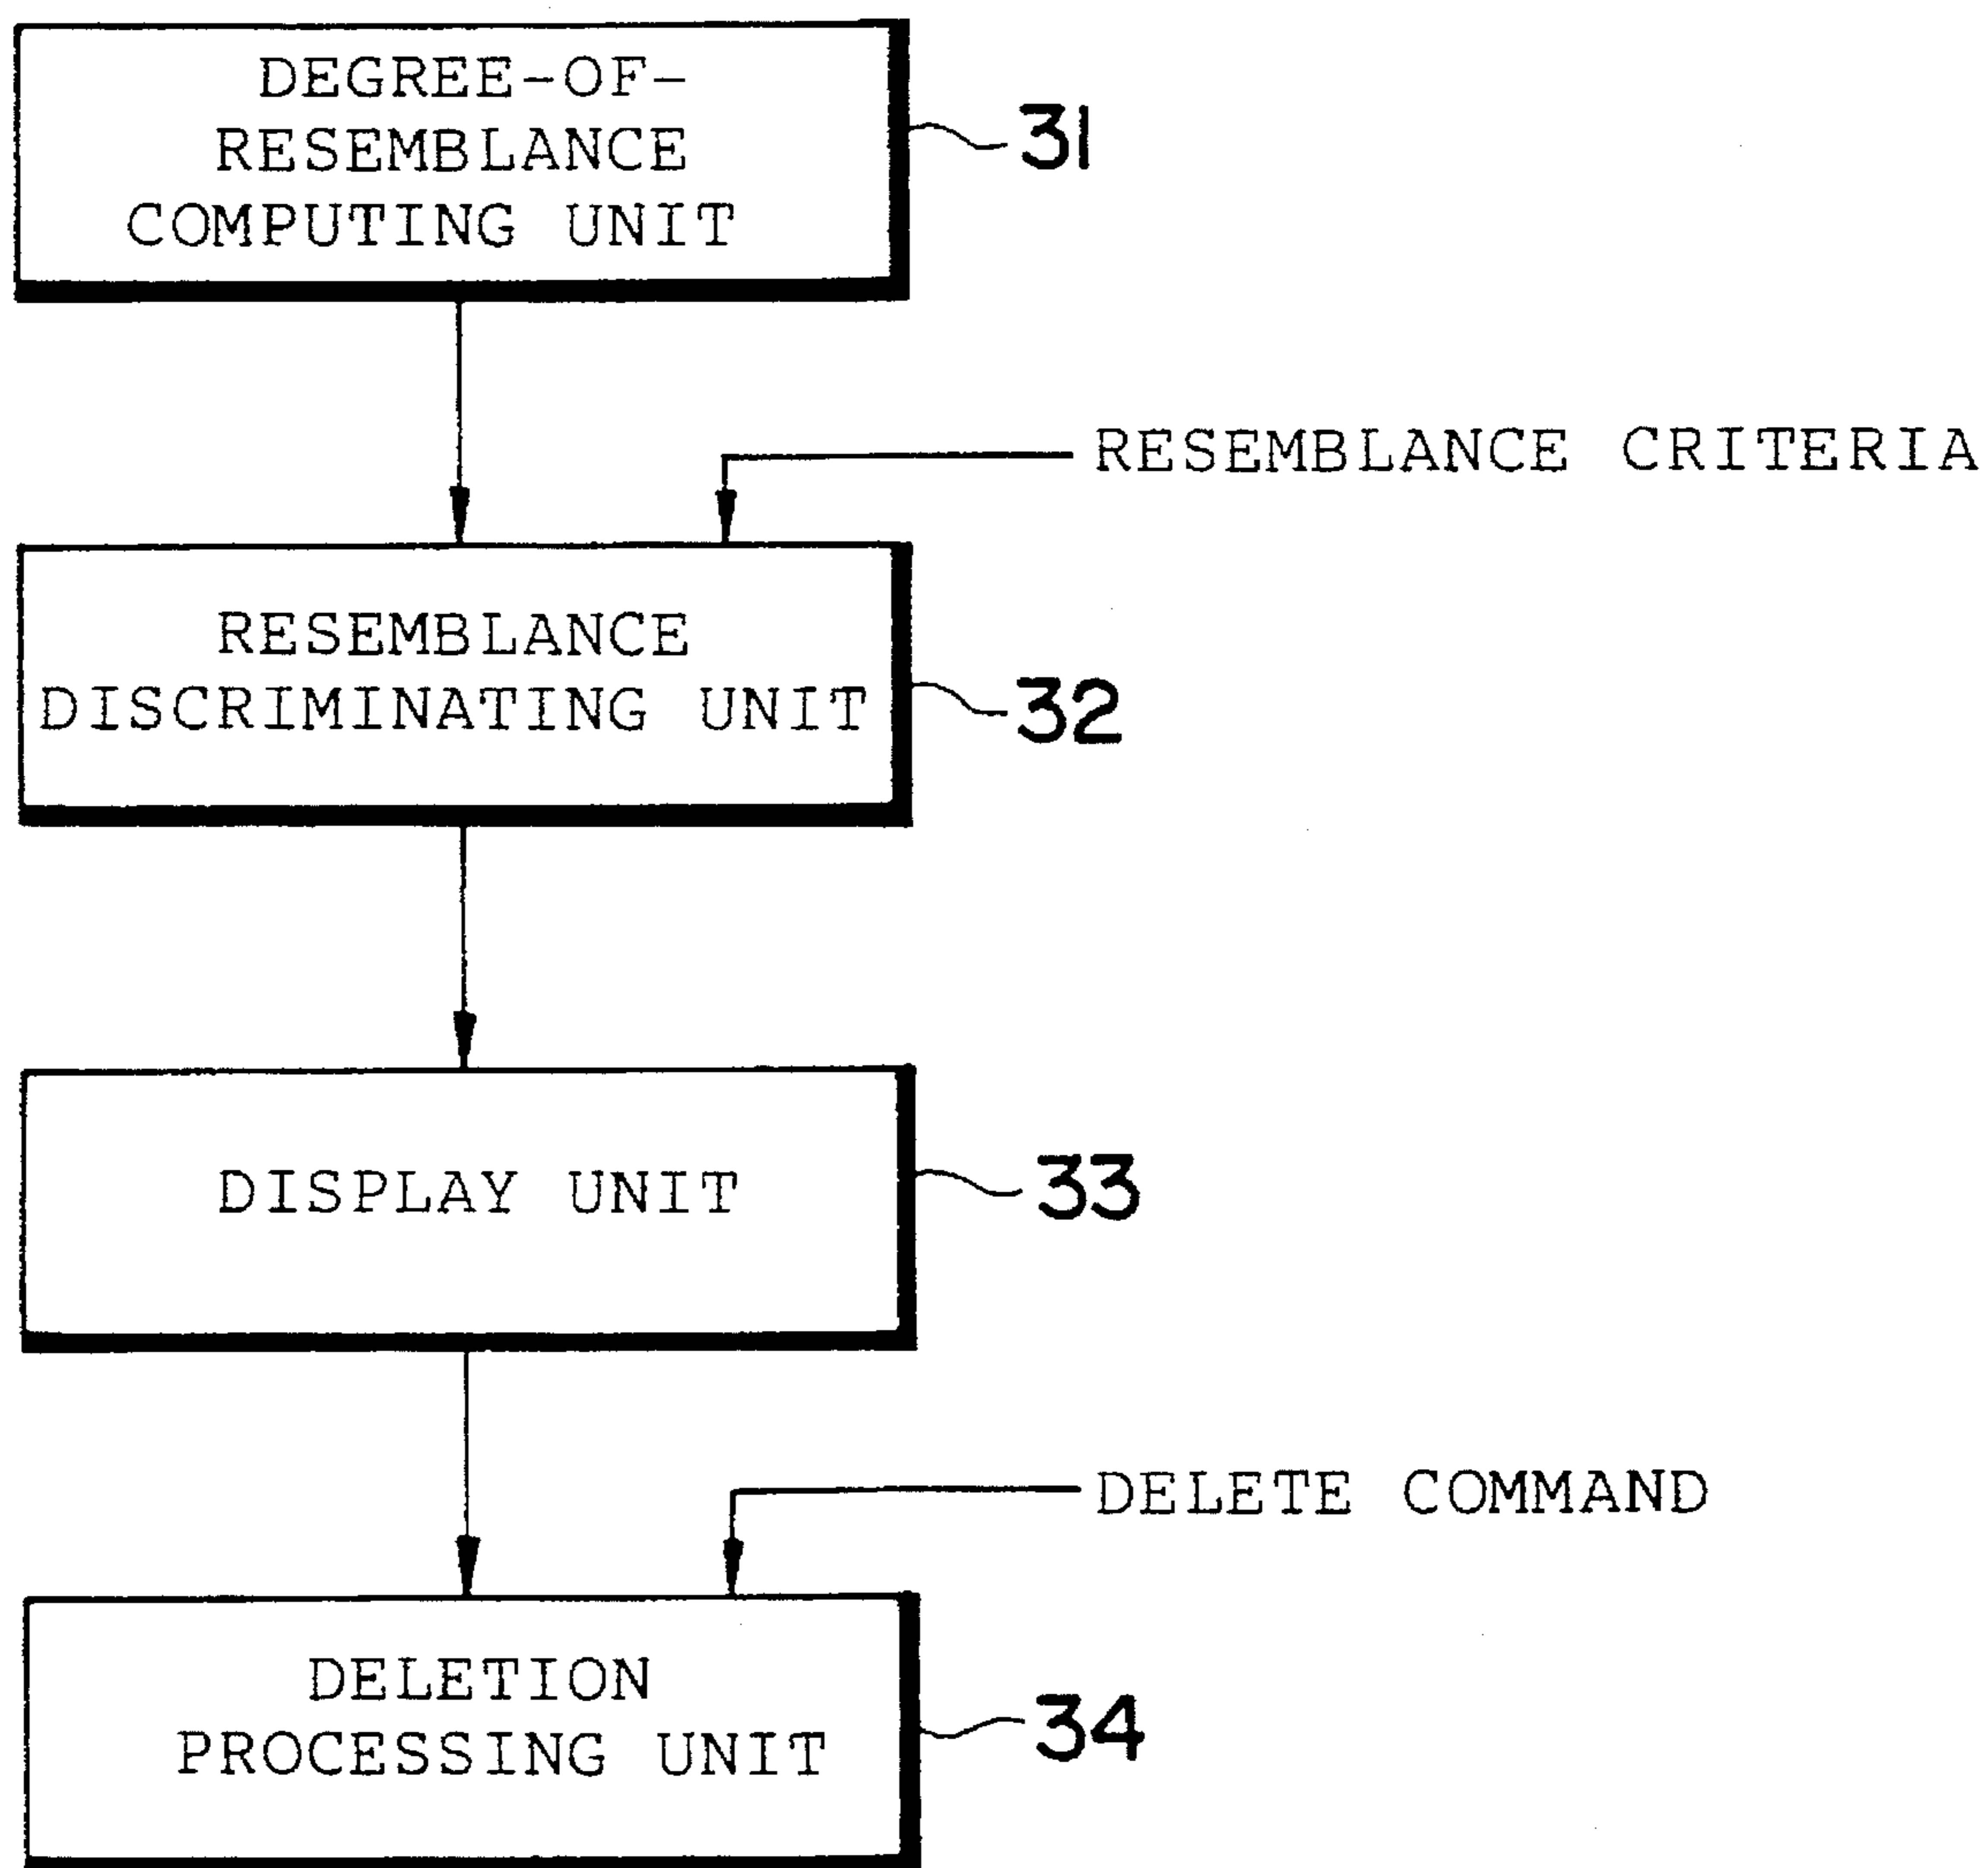 DEGREE-OF-
RESEMBLANCE
COMPUTING UNIT
31
RESEMBLANCE CRITERIA
RESEMBLANCE
DISCRIMINATING UNIT
32
DISPLAY UNIT
33
DELETE COMMAND
DELETION
PROCESSING UNIT
34